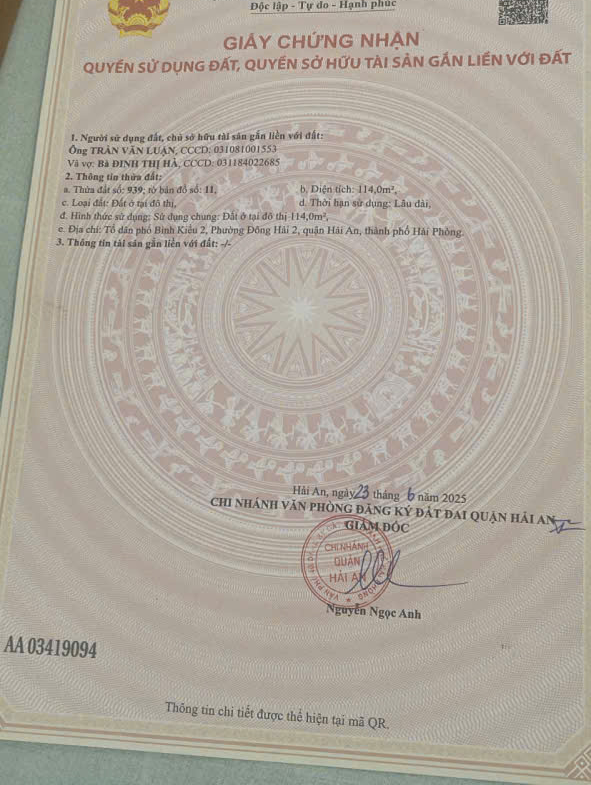 Độc lập - Tự do - Hạnh phúc
GIẤY CHỨNG NHẬN
QUYỀN SỬ DỤNG ĐẤT, QUYỀN SỞ HỮU TÀI SẢN GẮN LIỀN VỚI ĐẤT
1. Người sử dụng đất, chủ sở hữu tài sản gắn liền với đất:
Ông TRẦN VĂN LUẬN, CCCD: 031081001553
Và vợ: Bà ĐINH THỊ HÀ, CCCD: 031184022685
2. Thông tin thửa đất:
a. Thửa đất số: 939; tờ bản đồ số: 11, b. Diện tích: 114,0m²,
c. Loại đất: Đất ở tại đô thị, d. Thời hạn sử dụng: Lâu dài,
đ. Hình thức sử dụng: Sử dụng chung: Đất ở tại đô thị 114,0m²,
e. Địa chỉ: Tổ dân phố Bình Kiều 2, Phường Đông Hải 2, quận Hải An, thành phố Hải Phòng.
3. Thông tin tài sản gắn liền với đất: -/-
Hải An, ngày 23 tháng 6 năm 2025
CHI NHÁNH VĂN PHÒNG ĐĂNG KÝ ĐẤT ĐAI QUẬN HẢI AN
GIÁM ĐỐC
CHI NHÁNH
QUẬN
HẢI AN
Nguyễn Ngọc Anh
AA 03419094
Thông tin chi tiết được thể hiện tại mã QR.